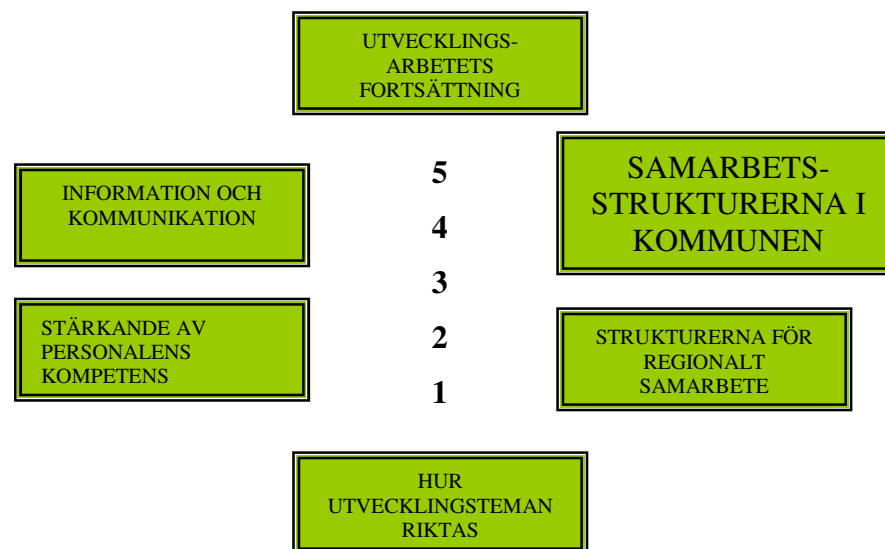 UTVECKLINGS-
ARBETETS
FORTSÄTTNING
INFORMATION OCH
KOMMUNIKATION
5
4
3
2
1
SAMARBETS-
STRUKTURERNA I
KOMMUNEN
STÄRKANDE AV
PERSONALENS
KOMPETENS
STRUKTURERNA FÖR
REGIONALT
SAMARBETE
HUR
UTVECKLINGSTEMAN
RIKTAS